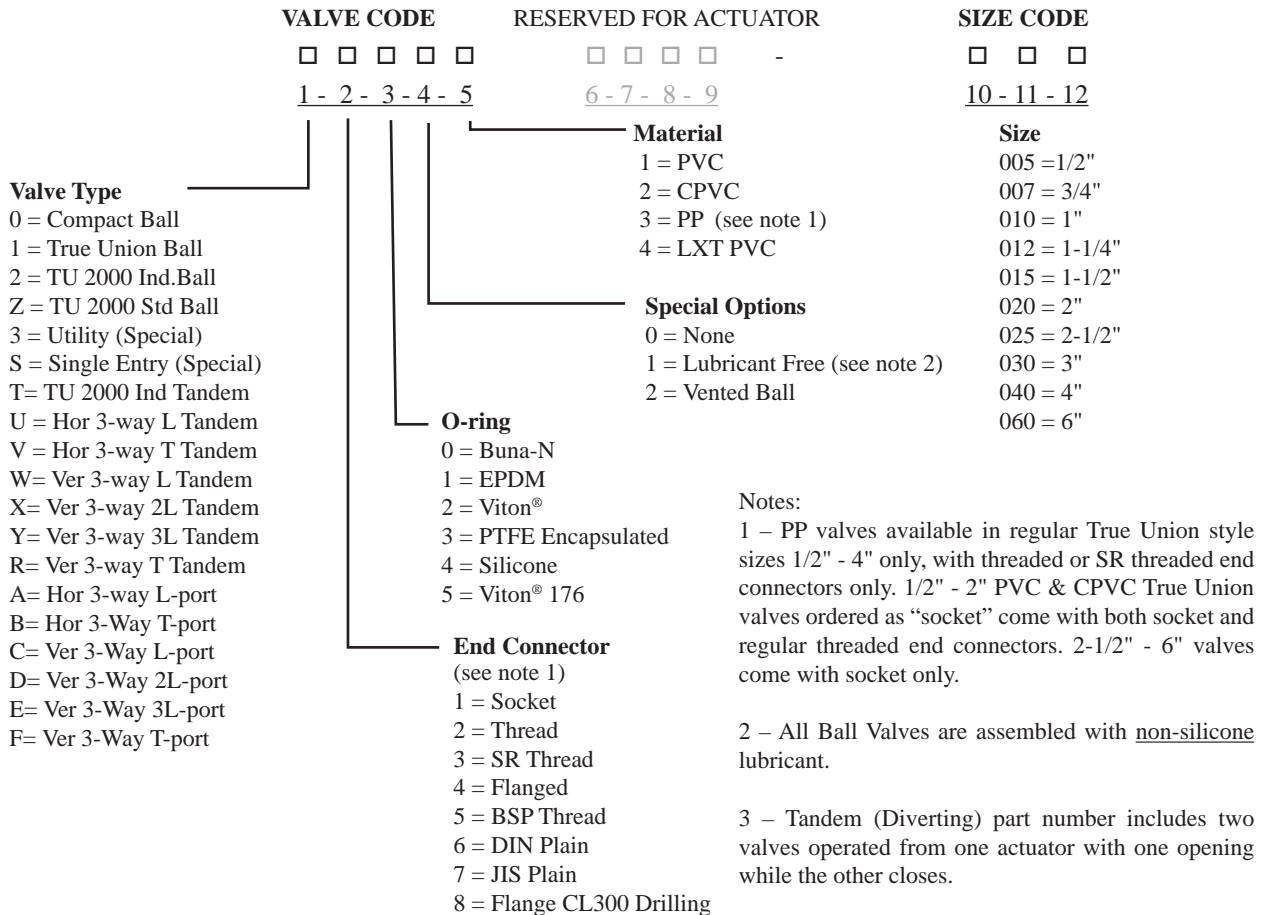 VALVE CODE RESERVED FOR ACTUATOR SIZE CODE
-
1 - 2 - 3 - 4 - 5 6 - 7 - 8 - 9 10 - 11 - 12
Valve Type
0 = Compact Ball
1 = True Union Ball
2 = TU 2000 Ind.Ball
Z = TU 2000 Std Ball
3 = Utility (Special)
S = Single Entry (Special)
T= TU 2000 Ind Tandem
U = Hor 3-way L Tandem
V = Hor 3-way T Tandem
W= Ver 3-way L Tandem
X= Ver 3-way 2L Tandem
Y= Ver 3-way 3L Tandem
R= Ver 3-way T Tandem
A= Hor 3-way L-port
B= Hor 3-Way T-port
C= Ver 3-Way L-port
D= Ver 3-Way 2L-port
E= Ver 3-Way 3L-port
F= Ver 3-Way T-port
Material
1 = PVC
2 = CPVC
3 = PP (see note 1)
4 = LXT PVC
Special Options
0 = None
1 = Lubricant Free (see note 2)
2 = Vented Ball
O-ring
0 = Buna-N
1 = EPDM
2 = Viton®
3 = PTFE Encapsulated
4 = Silicone
5 = Viton® 176
End Connector
(see note 1)
1 = Socket
2 = Thread
3 = SR Thread
4 = Flanged
5 = BSP Thread
6 = DIN Plain
7 = JIS Plain
8 = Flange CL300 Drilling
Size
005 =1/2"
007 = 3/4"
010 = 1"
012 = 1-1/4"
015 = 1-1/2"
020 = 2"
025 = 2-1/2"
030 = 3"
040 = 4"
060 = 6"
Notes:
1 – PP valves available in regular True Union style
sizes 1/2" - 4" only, with threaded or SR threaded end
connectors only. 1/2" - 2" PVC & CPVC True Union
valves ordered as “socket” come with both socket and
regular threaded end connectors. 2-1/2" - 6" valves
come with socket only.
2 – All Ball Valves are assembled with non-silicone
lubricant.
3 – Tandem (Diverting) part number includes two
valves operated from one actuator with one opening
while the other closes.